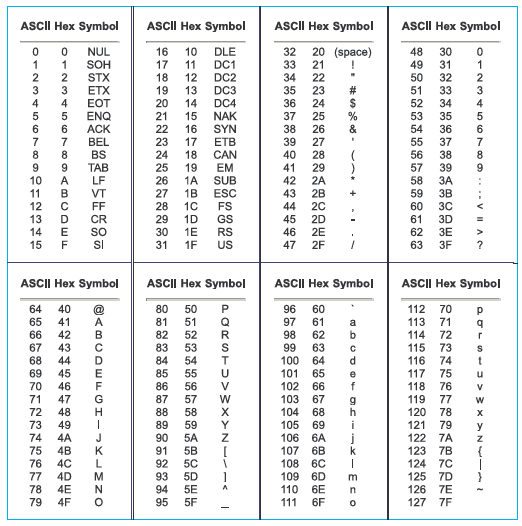 ASCII Hex Symbol
0 0 NUL
1 1 SOH
2 2 STX
3 3 ETX
4 4 EOT
5 5 ENQ
6 6 ACK
7 7 BEL
8 8 BS
9 9 TAB
10 A LF
11 B VT
12 C FF
13 D CR
14 E SO
15 F SI
ASCII Hex Symbol
16 10 DLE
17 11 DC1
18 12 DC2
19 13 DC3
20 14 DC4
21 15 NAK
22 16 SYN
23 17 ETB
24 18 CAN
25 19 EM
26 1A SUB
27 1B ESC
28 1C FS
29 1D GS
30 1E RS
31 1F US
ASCII Hex Symbol
32 20 (space)
33 21 !
34 22 "
35 23 #
36 24 $
37 25 %
38 26 &
39 27 '
40 28 (
41 29 )
42 2A *
43 2B +
44 2C ,
45 2D -
46 2E .
47 2F /
ASCII Hex Symbol
48 30 0
49 31 1
50 32 2
51 33 3
52 34 4
53 35 5
54 36 6
55 37 7
56 38 8
57 39 9
58 3A :
59 3B ;
60 3C <
61 3D =
62 3E >
63 3F ?
ASCII Hex Symbol
64 40 @
65 41 A
66 42 B
67 43 C
68 44 D
69 45 E
70 46 F
71 47 G
72 48 H
73 49 I
74 4A J
75 4B K
76 4C L
77 4D M
78 4E N
79 4F O
ASCII Hex Symbol
80 50 P
81 51 Q
82 52 R
83 53 S
84 54 T
85 55 U
86 56 V
87 57 W
88 58 X
89 59 Y
90 5A Z
91 5B [
92 5C \
93 5D ]
94 5E ^
95 5F _
ASCII Hex Symbol
96 60 `
97 61 a
98 62 b
99 63 c
100 64 d
101 65 e
102 66 f
103 67 g
104 68 h
105 69 i
106 6A j
107 6B k
108 6C l
109 6D m
110 6E n
111 6F o
ASCII Hex Symbol
112 70 p
113 71 q
114 72 r
115 73 s
116 74 t
117 75 u
118 76 v
119 77 w
120 78 x
121 79 y
122 7A z
123 7B {
124 7C |
125 7D }
126 7E ~
127 7F